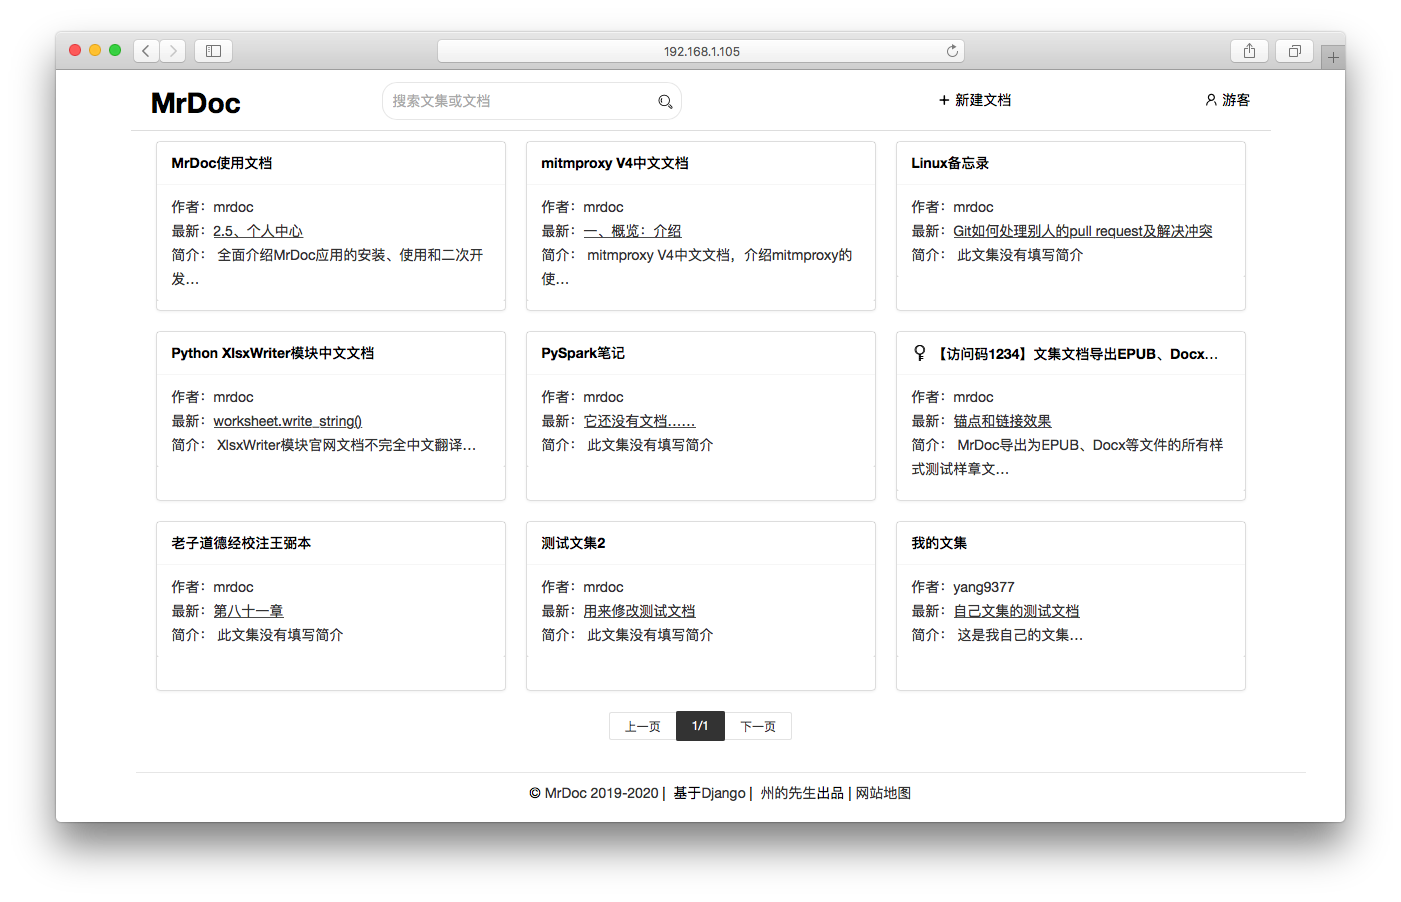 192.168.1.105
MrDoc
搜索文集或文档
新建文档
游客
MrDoc使用文档
作者：mrdoc
最新：2.5、个人中心
简介： 全面介绍MrDoc应用的安装、使用和二次开
发...
mitmproxy V4中文文档
作者：mrdoc
最新：一、概览：介绍
简介： mitmproxy V4中文文档，介绍mitmproxy的
使...
Linux备忘录
作者：mrdoc
最新：Git如何处理别人的pull request及解决冲突
简介： 此文集没有填写简介
Python XlsxWriter模块中文文档
作者：mrdoc
最新：worksheet.write_string()
简介： XlsxWriter模块官网文档不完全中文翻译...
PySpark笔记
作者：mrdoc
最新：它还没有文档……
简介： 此文集没有填写简介
【访问码1234】文集文档导出EPUB、Docx...
作者：mrdoc
最新：锚点和链接效果
简介： MrDoc导出为EPUB、Docx等文件的所有样
式测试样章文...
老子道德经校注王弼本
作者：mrdoc
最新：第八十一章
简介： 此文集没有填写简介
测试文集2
作者：mrdoc
最新：用来修改测试文档
简介： 此文集没有填写简介
我的文集
作者：yang9377
最新：自己文集的测试文档
简介： 这是我自己的文集...
上一页 1/1 下一页
© MrDoc 2019-2020 | 基于Django | 州的先生出品 | 网站地图